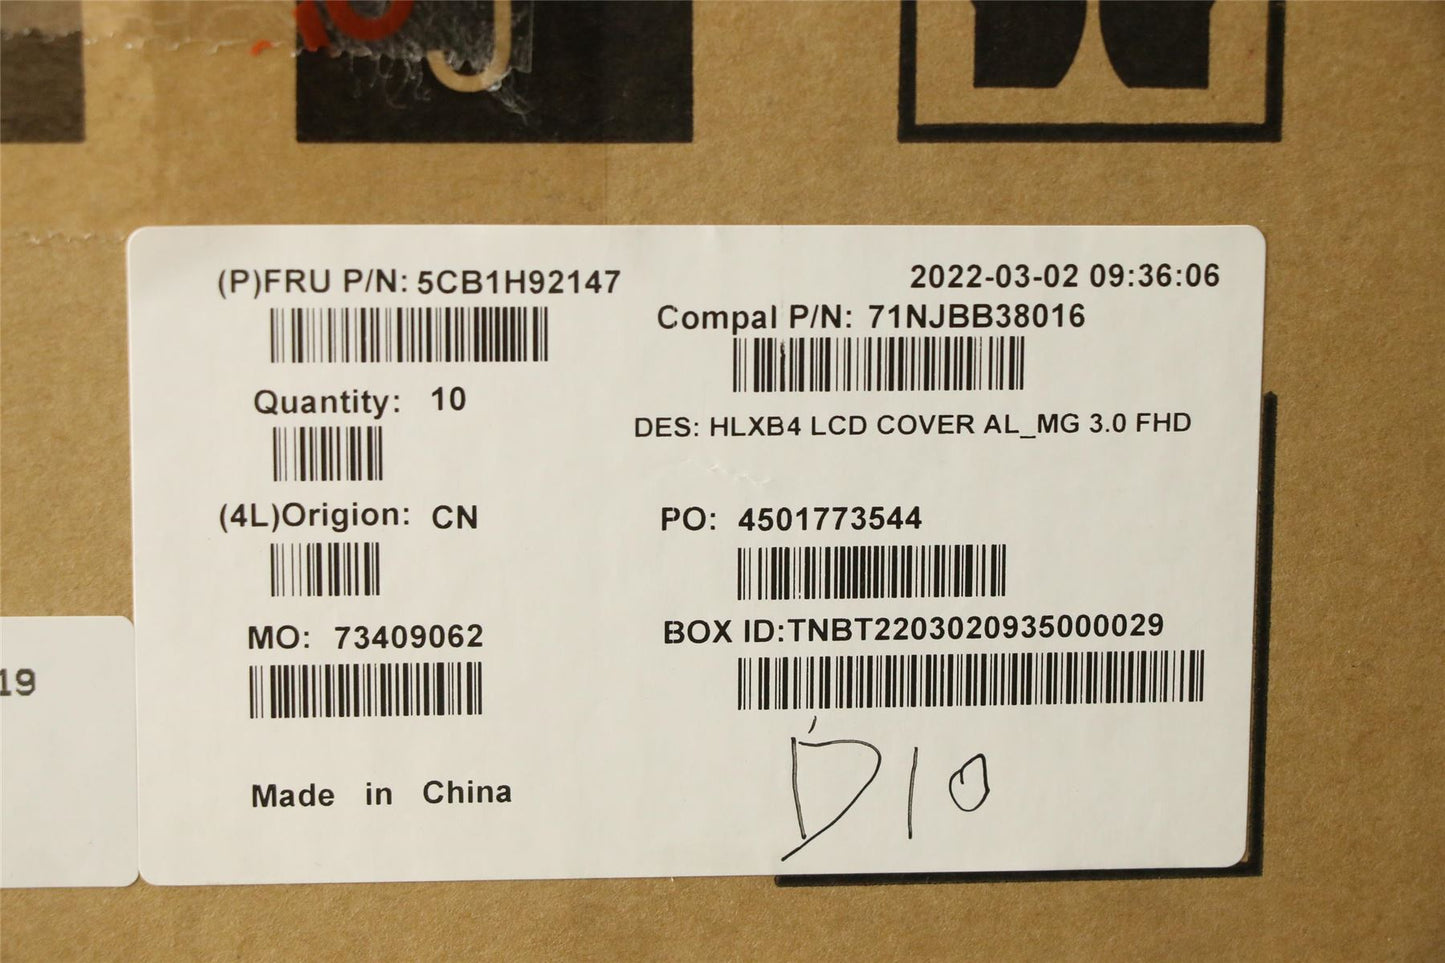 (P)FRU P/N: 5CB1H92147
2022-03-02 09:36:06
Compal P/N: 71NJBB38016
Quantity: 10
DES: HLXB4 LCD COVER AL_MG 3.0 FHD
(4L)Origion: CN
PO: 4501773544
MO: 73409062
BOX ID:TNBT2203020935000029
19
Made in China
D10